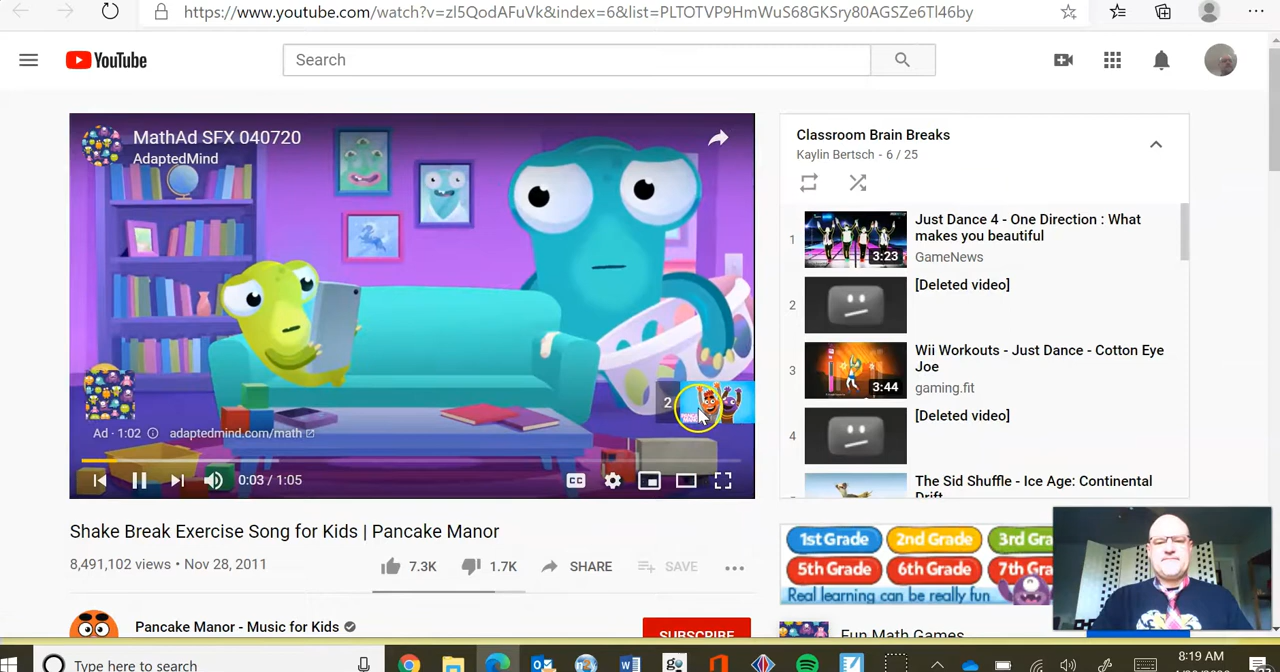 https://www.youtube.com/watch?v=zl5QodAFuVk&index=6&list=PLTOTVP9HmWuS68GKSry80AGSZe6Tl46by
YouTube
Search
MathAd SFX 040720
AdaptedMind
2
Ad · 1:02 adaptedmind.com/math
0:03 / 1:05
CC
Shake Break Exercise Song for Kids | Pancake Manor
8,491,102 views • Nov 28, 2011
7.3K
1.7K
SHARE
SAVE
Pancake Manor - Music for Kids
SUBSCRIBE
Classroom Brain Breaks
Kaylin Bertsch - 6 / 25
1
Just Dance 4 - One Direction : What
makes you beautiful
GameNews
3:23
2
[Deleted video]
3
Wii Workouts - Just Dance - Cotton Eye
Joe
gaming.fit
3:44
4
[Deleted video]
The Sid Shuffle - Ice Age: Continental
Drift
1st Grade 2nd Grade 3rd Gra
5th Grade 6th Grade 7th Gra
Real learning can be really fun
Fun Math Games
Type here to search
8:19 AM